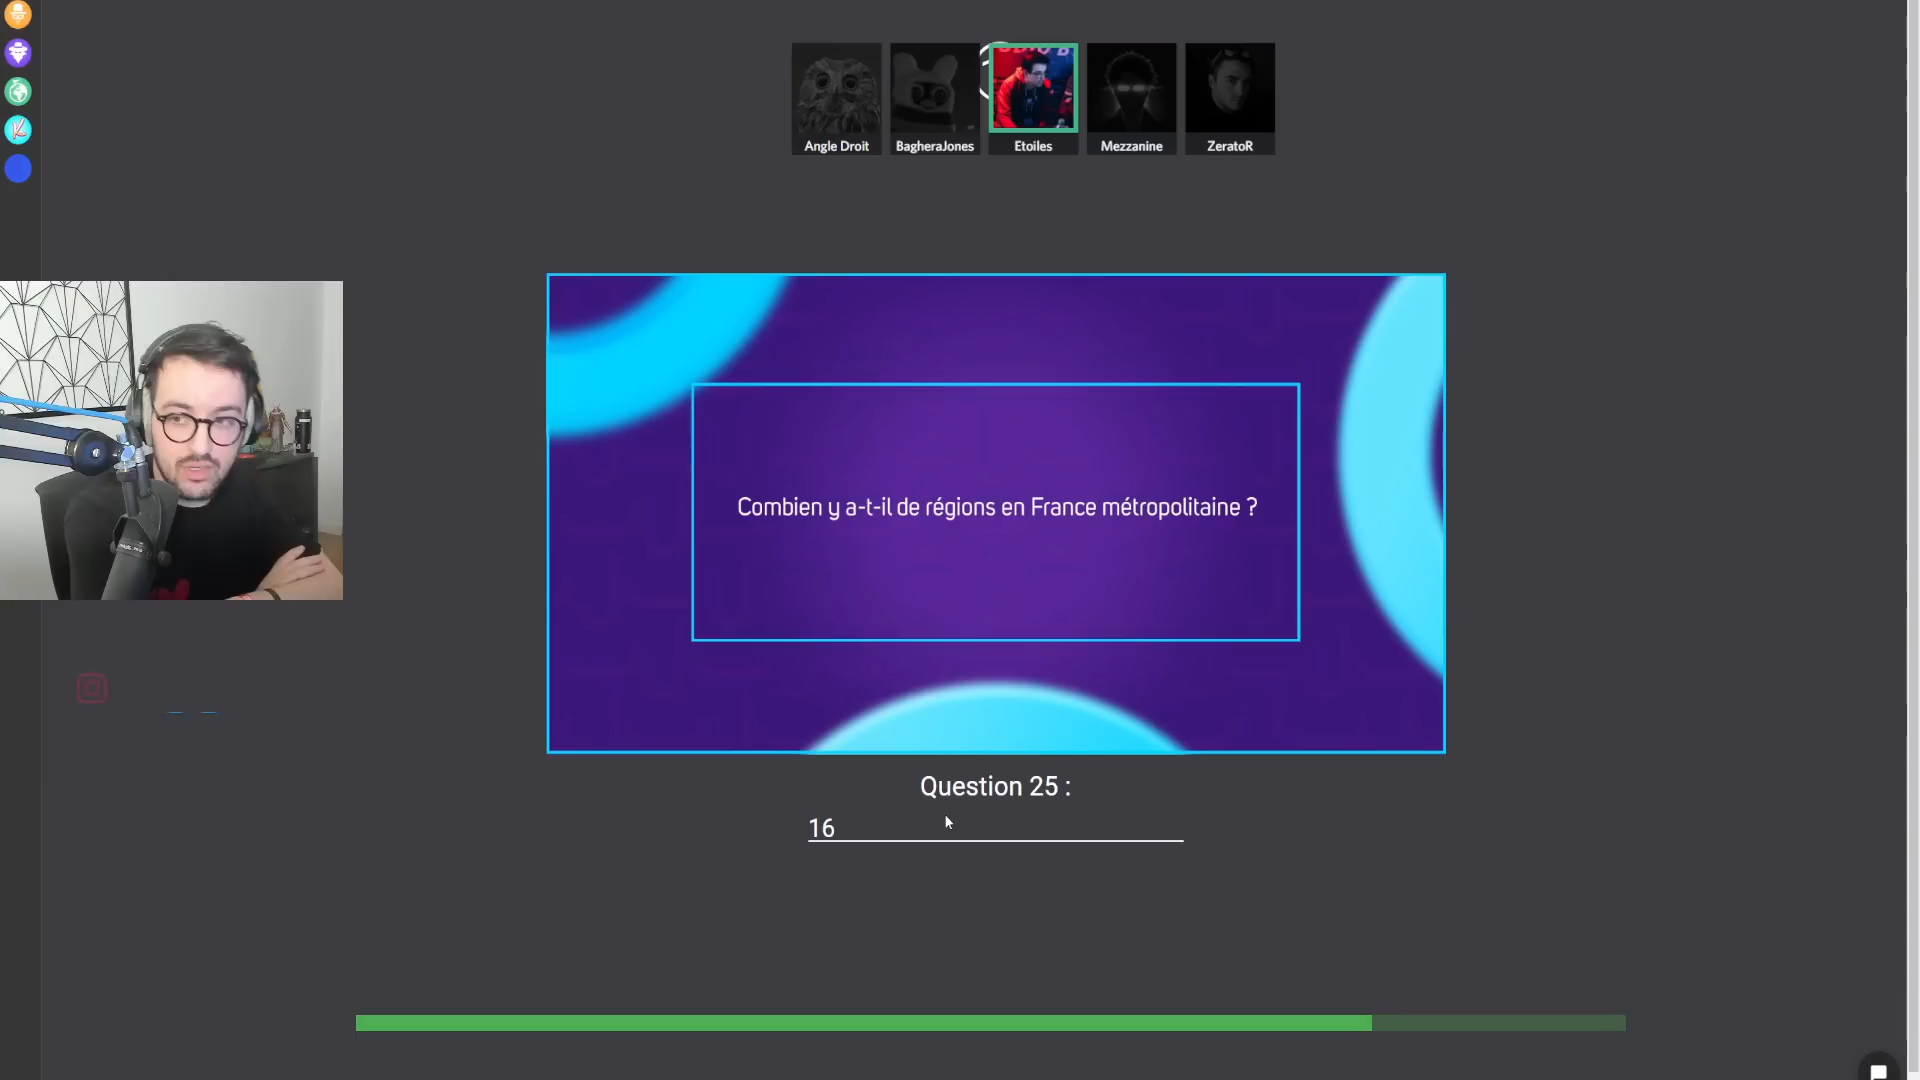 Angle Droit
BagheraJones
Etoiles
Mezzanine
ZeratoR
Combien y a-t-il de régions en France métropolitaine ?
Question 25 :
16